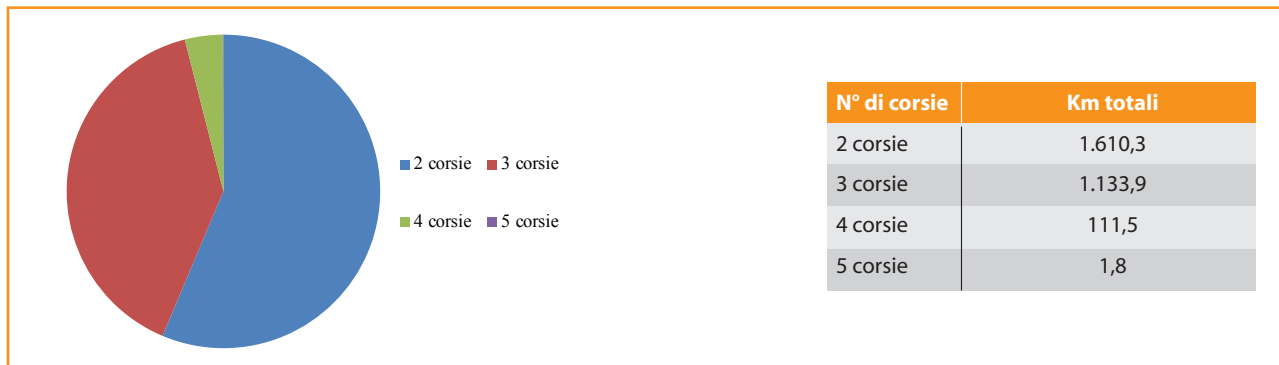 2 corsie 3 corsie
4 corsie 5 corsie
N° di corsie Km totali
2 corsie 1.610,3
3 corsie 1.133,9
4 corsie 111,5
5 corsie 1,8